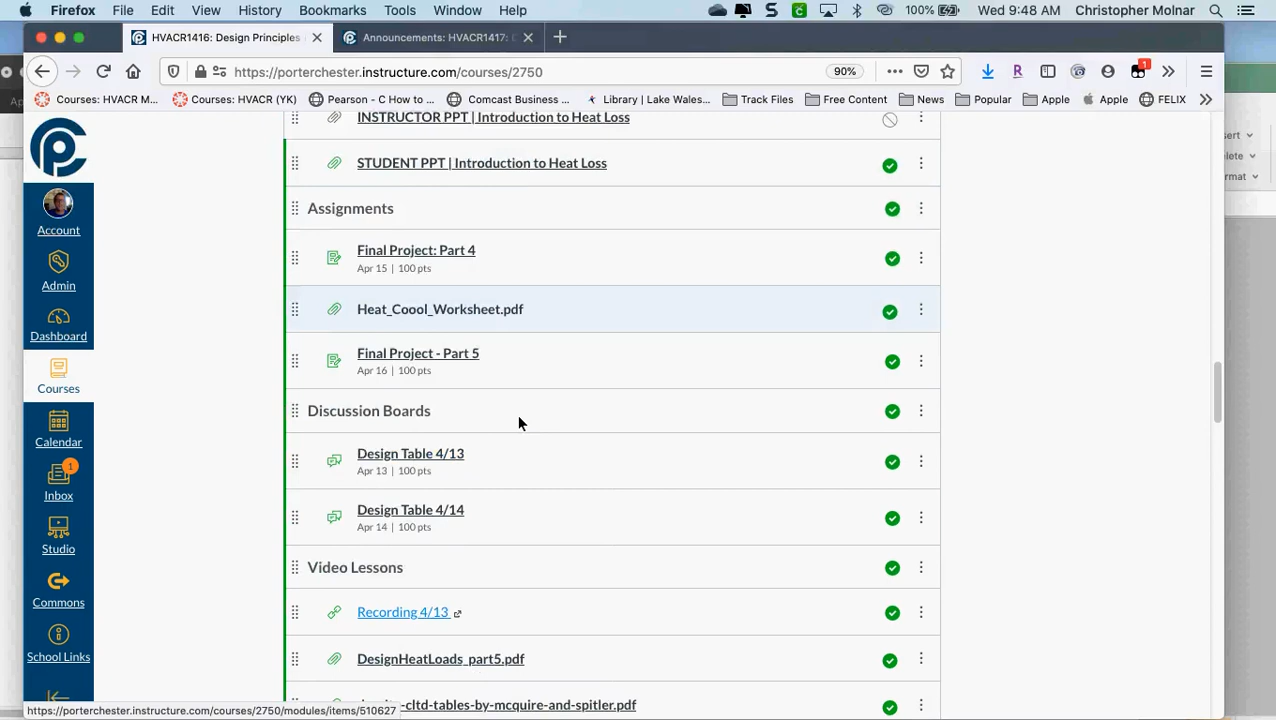 Firefox File Edit View History Bookmarks Tools Window Help 100% Wed 9:48 AM Christopher Molnar
HVACR1416: Design Principles Announcements: HVACR1417: D
https://porterchester.instructure.com/courses/2750 90% 1
Courses: HVACR M... Courses: HVACR (YK) Pearson - C How to ... Comcast Business ... Library | Lake Wales... Track Files Free Content News Popular Apple Apple FELIX
INSTRUCTOR PPT | Introduction to Heat Loss
STUDENT PPT | Introduction to Heat Loss
Account
Assignments
Admin
Final Project: Part 4
Apr 15 | 100 pts
Dashboard
Heat_Coool_Worksheet.pdf
Courses
Final Project - Part 5
Apr 16 | 100 pts
Calendar
Discussion Boards
1
Inbox
Design Table 4/13
Apr 13 | 100 pts
Studio
Design Table 4/14
Apr 14 | 100 pts
Commons
Video Lessons
School Links
Recording 4/13
DesignHeatLoads_part5.pdf
-cltd-tables-by-mcquire-and-spitler.pdf
https://porterchester.instructure.com/courses/2750/modules/items/510627